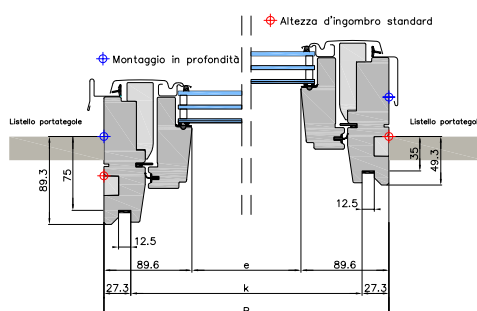 Altezza d'ingombro standard
Montaggio in profondità
Listello portategole
Listello portategole
89.3
75
35
49.3
12.5
12.5
89.6
e
89.6
27.3
k
27.3